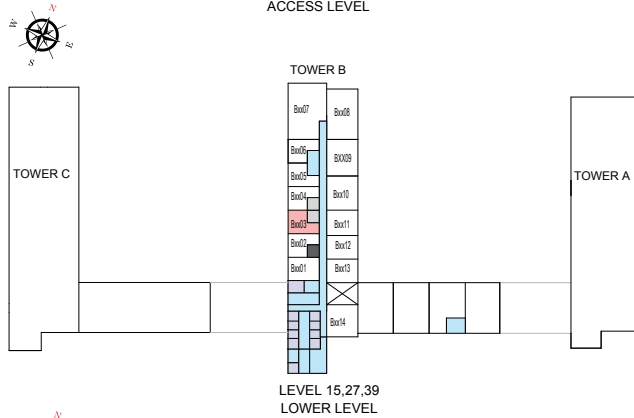 ACCESS LEVEL
N
W
E
S
TOWER B
Bxx07
Bxx08
Bxx06
BXX09
Bxx05
TOWER C
TOWER A
Bxx04
Bxx10
Bxx03
Bxx11
Bxx02
Bxx12
Bxx01
Bxx13
Bxx14
LEVEL 15,27,39
LOWER LEVEL
N